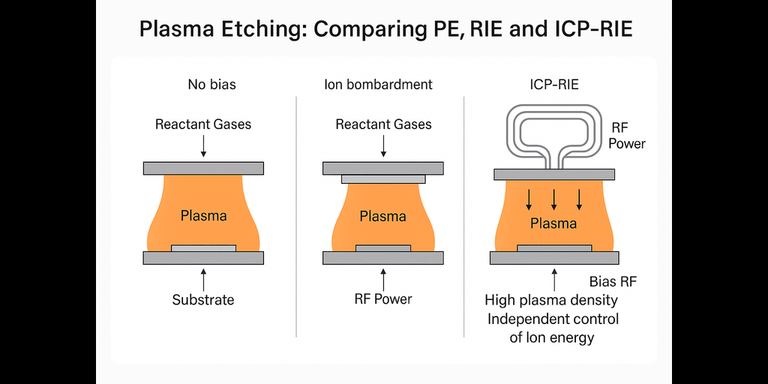 Plasma Etching: Comparing PE, RIE and ICP-RIE
No bias
Reactant Gases
Plasma
Substrate
Ion bombardment
Reactant Gases
Plasma
RF Power
ICP-RIE
RF
Power
Plasma
Bias RF
High plasma density
Independent control
of Ion energy